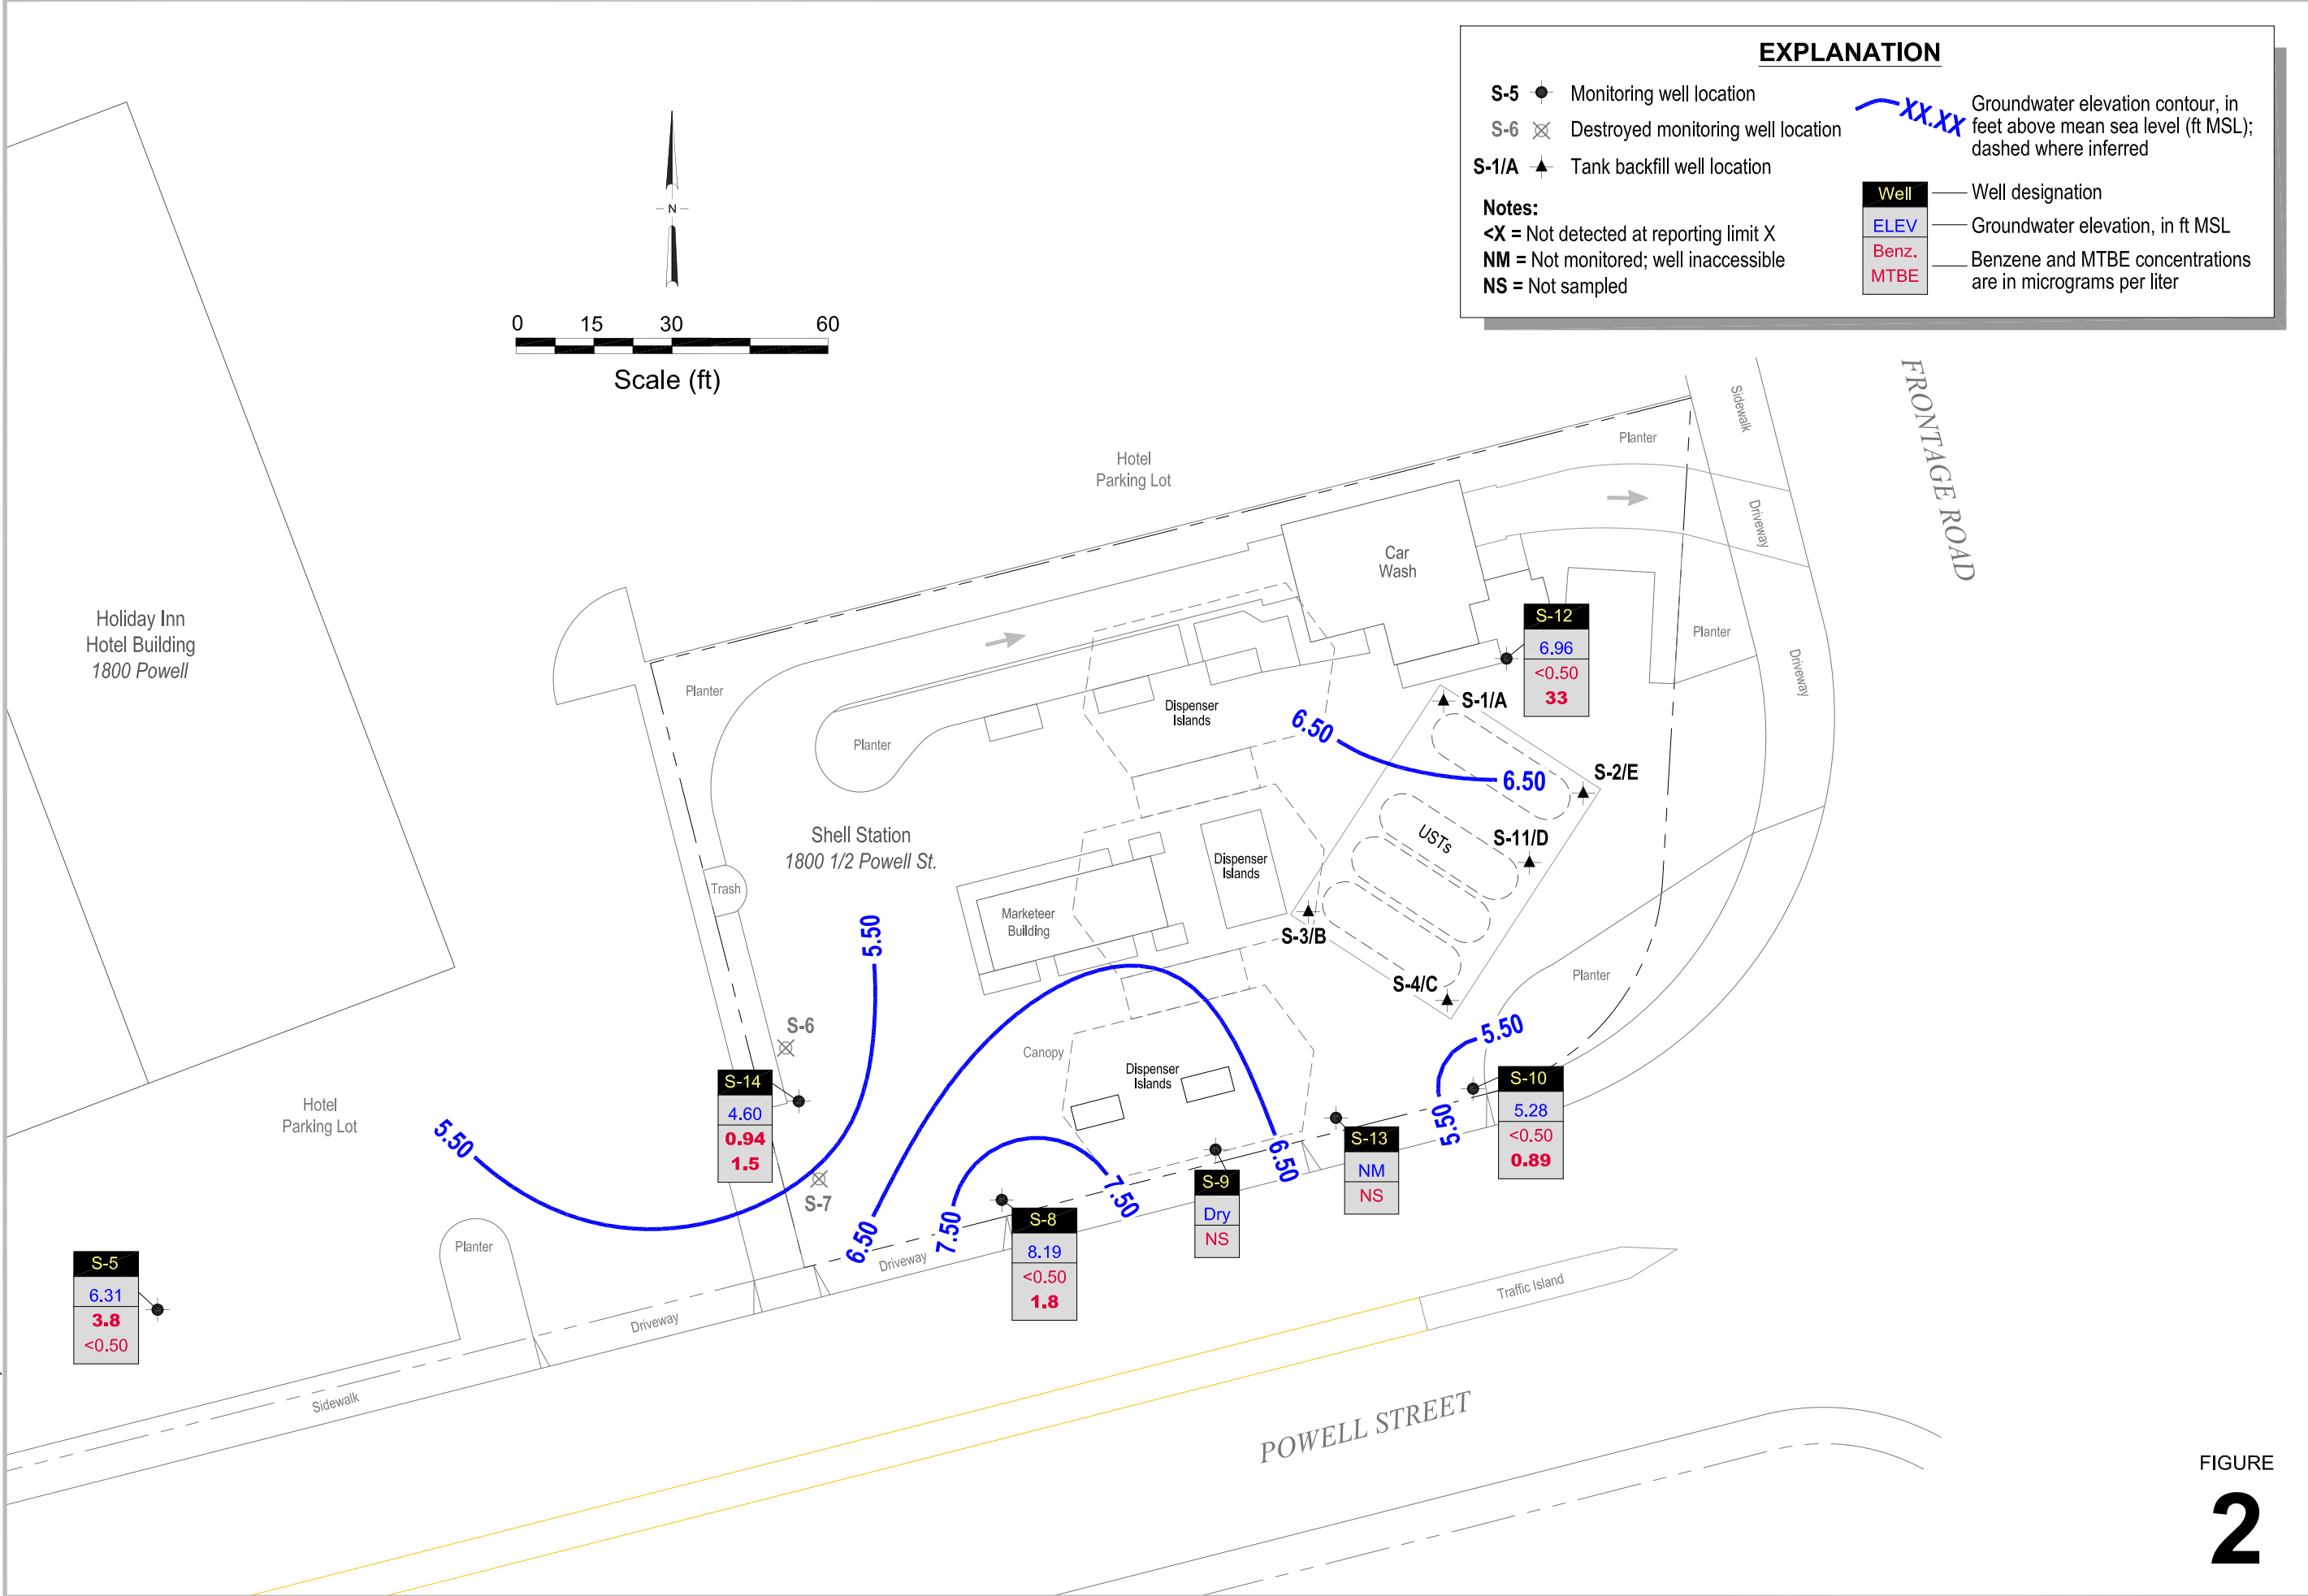 EXPLANATION
S-5 Monitoring well location
S-6 Destroyed monitoring well location
S-1/A Tank backfill well location
Notes:
<X = Not detected at reporting limit X
NM = Not monitored; well inaccessible
NS = Not sampled
XX.XX
Groundwater elevation contour, in
feet above mean sea level (ft MSL);
dashed where inferred
Well
Well designation
ELEV
Groundwater elevation, in ft MSL
Benz.
MTBE
Benzene and MTBE concentrations
are in micrograms per liter
N
0 15 30 60
Scale (ft)
FRONTAGE ROAD
Sidewalk
Driveway
Driveway
Planter
Planter
Hotel
Parking Lot
Car
Wash
Holiday Inn
Hotel Building
1800 Powell
S-12
6.96
<0.50
33
Planter
Planter
Dispenser
Islands
6.50
6.50
S-1/A
S-2/E
S-11/D
USTs
S-3/B
S-4/C
Shell Station
1800 1/2 Powell St.
Trash
Marketeer
Building
Dispenser
Islands
5.50
Planter
5.50
5.50
S-6
S-14
4.60
0.94
1.5
Canopy
Dispenser
Islands
S-10
5.28
<0.50
0.89
S-13
NM
NS
S-9
Dry
NS
6.50
6.50
7.50
7.50
S-8
8.19
<0.50
1.8
S-7
Hotel
Parking Lot
5.50
Planter
S-5
6.31
3.8
<0.50
Driveway
Driveway
Sidewalk
Traffic Island
POWELL STREET
FIGURE
2